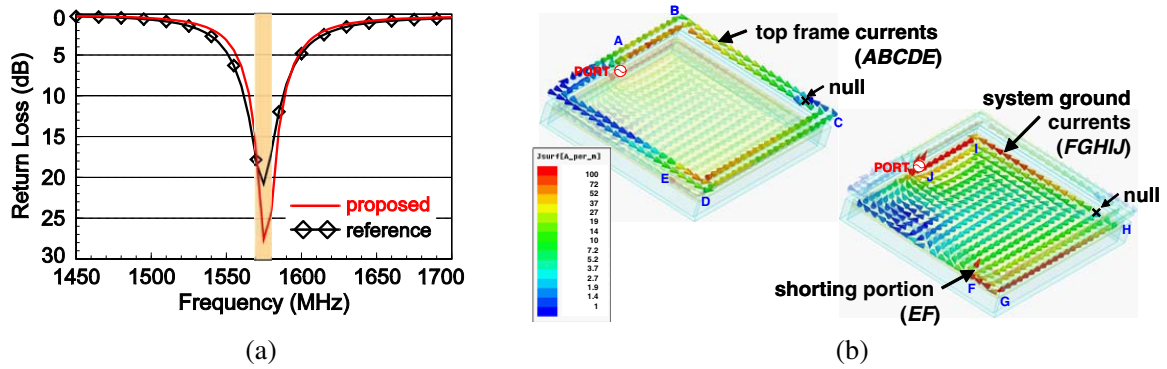 0
5
10
15
20
25
30
Return Loss (dB)
proposed
reference
1450 1500 1550 1600 1650 1700
Frequency (MHz)
(a)
B
A
PORT
top frame currents
(ABCDE)
null
C
E
D
Jsurf[A_per_m]
100
72
52
37
27
19
14
10
7.2
5.2
3.7
2.7
1.9
1.4
1
system ground
currents
(FGHIJ)
I
PORT
J
null
H
F
G
shorting portion
(EF)
(b)